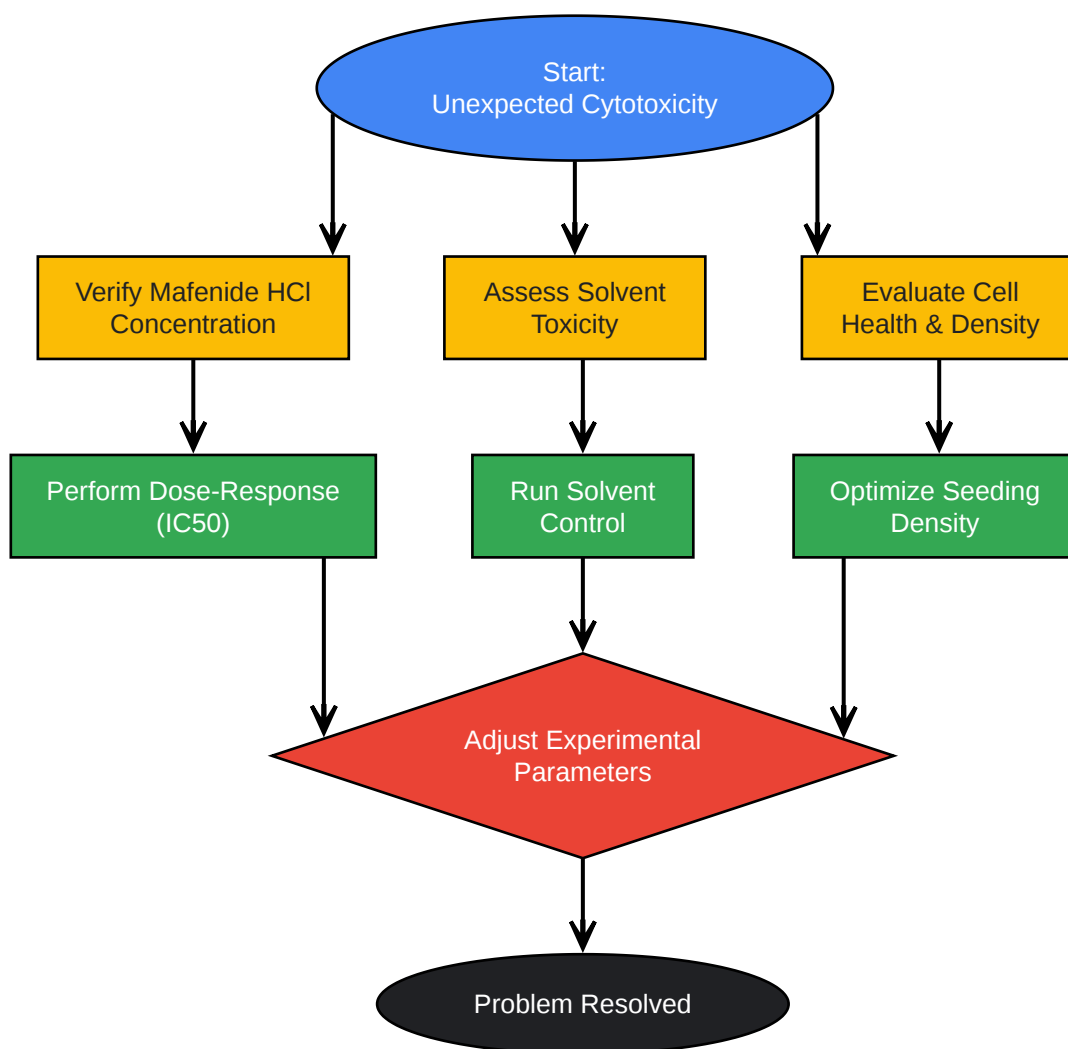 Start:
Unexpected Cytotoxicity
Verify Mafenide HCl
Concentration
Assess Solvent
Toxicity
Evaluate Cell
Health & Density
Perform Dose-Response
(IC50)
Run Solvent
Control
Optimize Seeding
Density
Adjust Experimental
Parameters
Problem Resolved